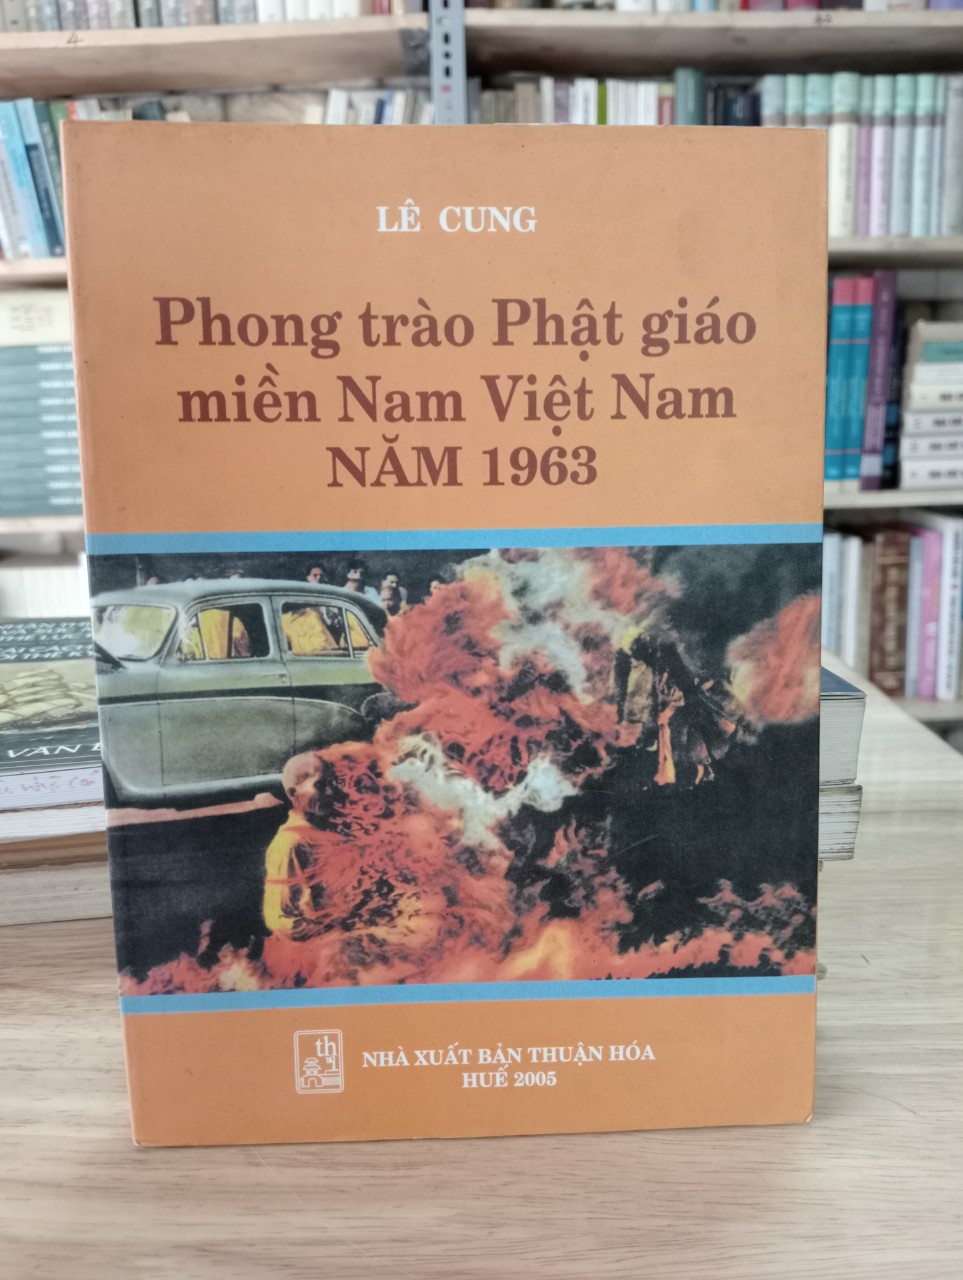 LÊ CUNG
Phong trào Phật giáo
miền Nam Việt Nam
NĂM 1963
th
NHÀ XUẤT BẢN THUẬN HÓA
HUẾ 2005